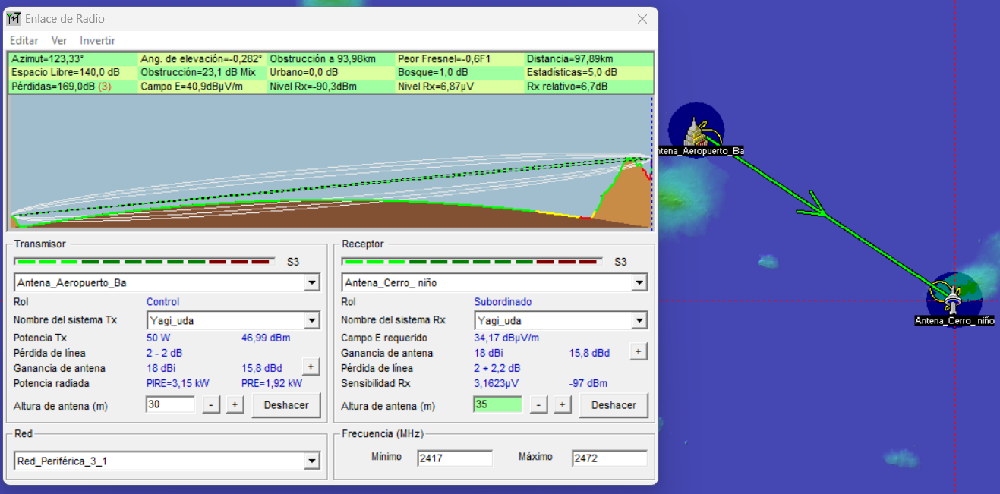 Enlace de Radio
Editar Ver Invertir
Azimut=123,33° Ang. de elevación=-0,282° Obstrucción a 93,98km Peor Fresnel=-0,6F1 Distancia=97,89km
Espacio Libre=140,0 dB Obstrucción=23,1 dB Mix Urbano=0,0 dB Bosque=1,0 dB Estadísticas=5,0 dB
Pérdidas=169,0dB (3) Campo E=40,9dBµV/m Nivel Rx=-90,3dBm Nivel Rx=6,87µV Rx relativo=6,7dB
Transmisor
S3
Antena_Aeropuerto_Ba
Rol Control
Nombre del sistema Tx Yagi_uda
Potencia Tx 50 W 46,99 dBm
Pérdida de línea 2 - 2 dB
Ganancia de antena 18 dBi 15,8 dBd +
Potencia radiada PIRE=3,15 kW PRE=1,92 kW
Altura de antena (m) 30 - + Deshacer
Receptor
S3
Antena_Cerro_ niño
Rol Subordinado
Nombre del sistema Rx Yagi_uda
Campo E requerido 34,17 dBµV/m
Ganancia de antena 18 dBi 15,8 dBd +
Pérdida de línea 2 + 2,2 dB
Sensibilidad Rx 3,1623µV -97 dBm
Altura de antena (m) 35 - + Deshacer
Red
Red_Periférica_3_1
Frecuencia (MHz)
Mínimo 2417 Máximo 2472
ntena_Aeropuerto_Ba
Antena_Cerro_ niño